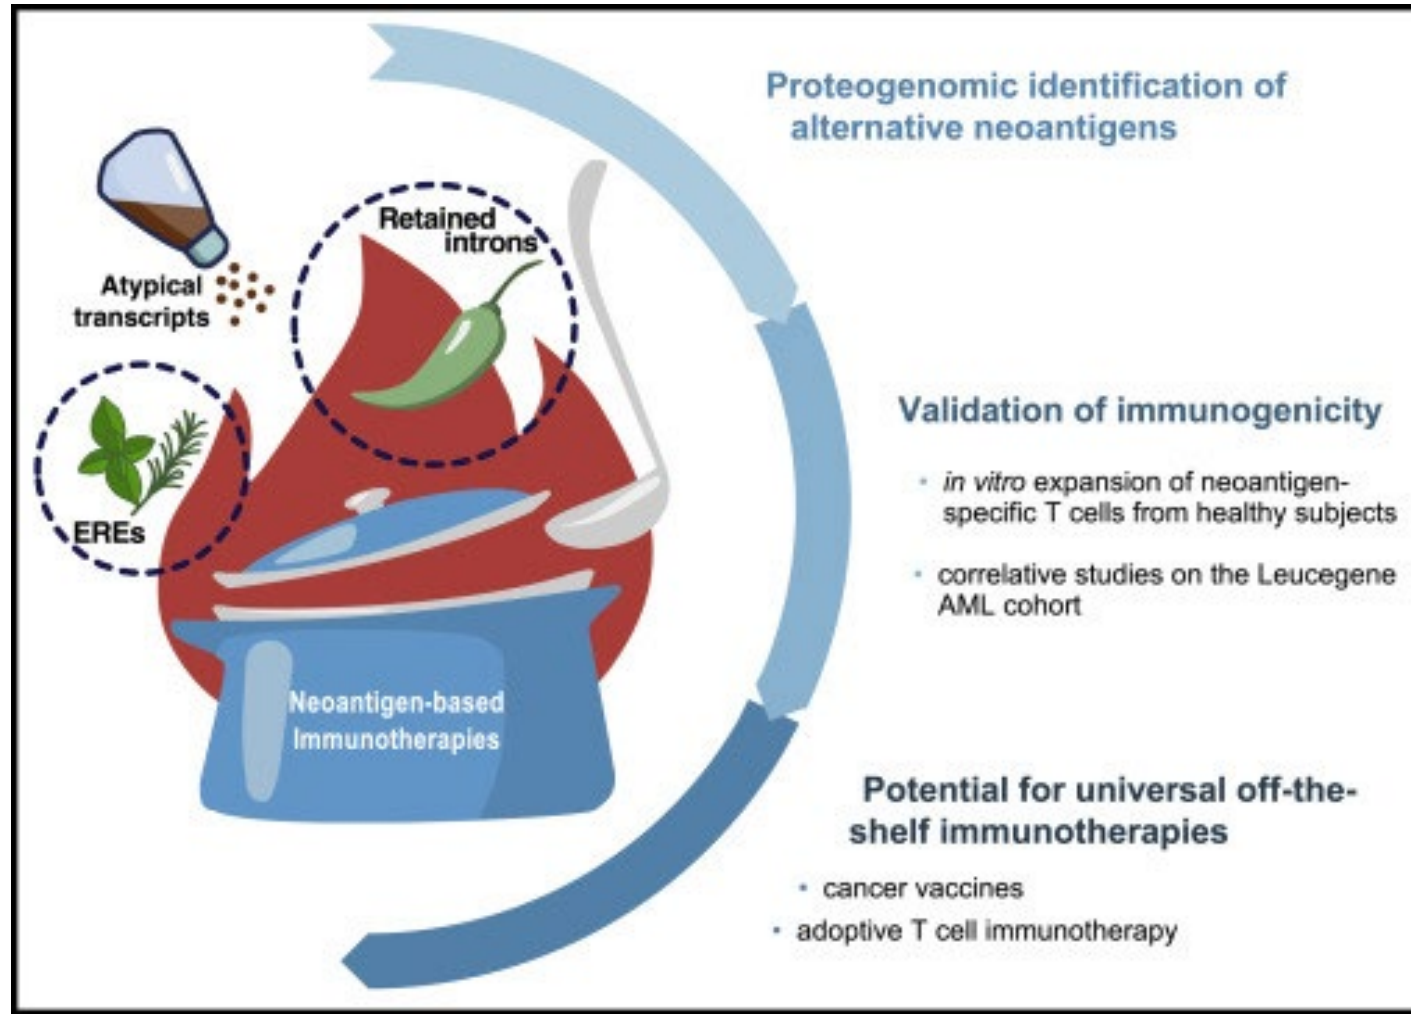 Proteogenomic identification of
alternative neoantigens
Retained
introns
Atypical
transcripts
EREs
Neoantigen-based
Immunotherapies
Validation of immunogenicity
• in vitro expansion of neoantigen-
specific T cells from healthy subjects
• correlative studies on the Leucegene
AML cohort
Potential for universal off-the-
shelf immunotherapies
• cancer vaccines
• adoptive T cell immunotherapy